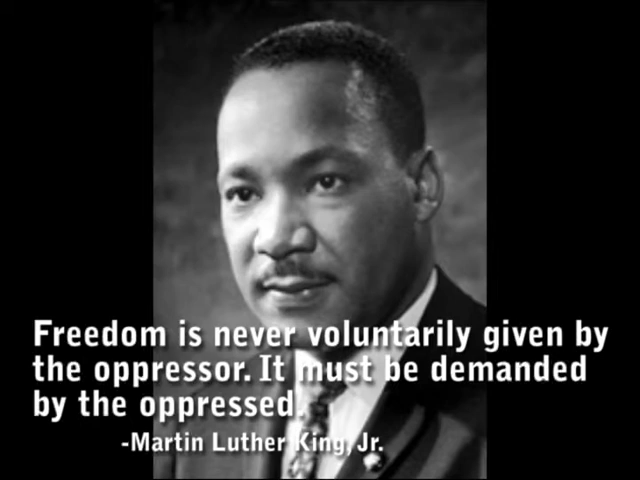 Freedom is never voluntarily given by
the oppressor. It must be demanded
by the oppressed.
-Martin Luther King, Jr.